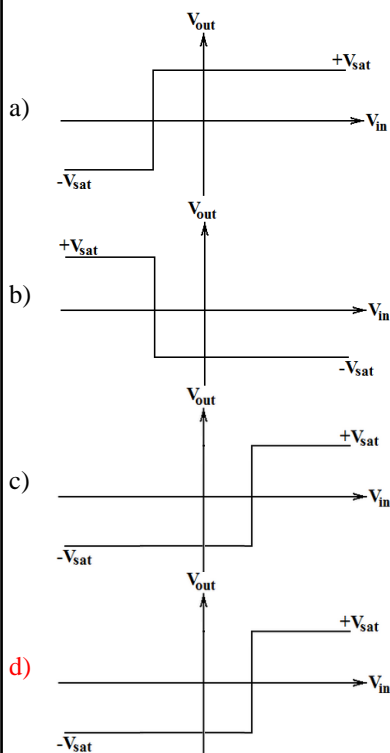 Vout
+Vsat
a)
Vin
-Vsat
Vout
+Vsat
b)
Vin
-Vsat
Vout
+Vsat
c)
Vin
-Vsat
Vout
+Vsat
d)
Vin
-Vsat